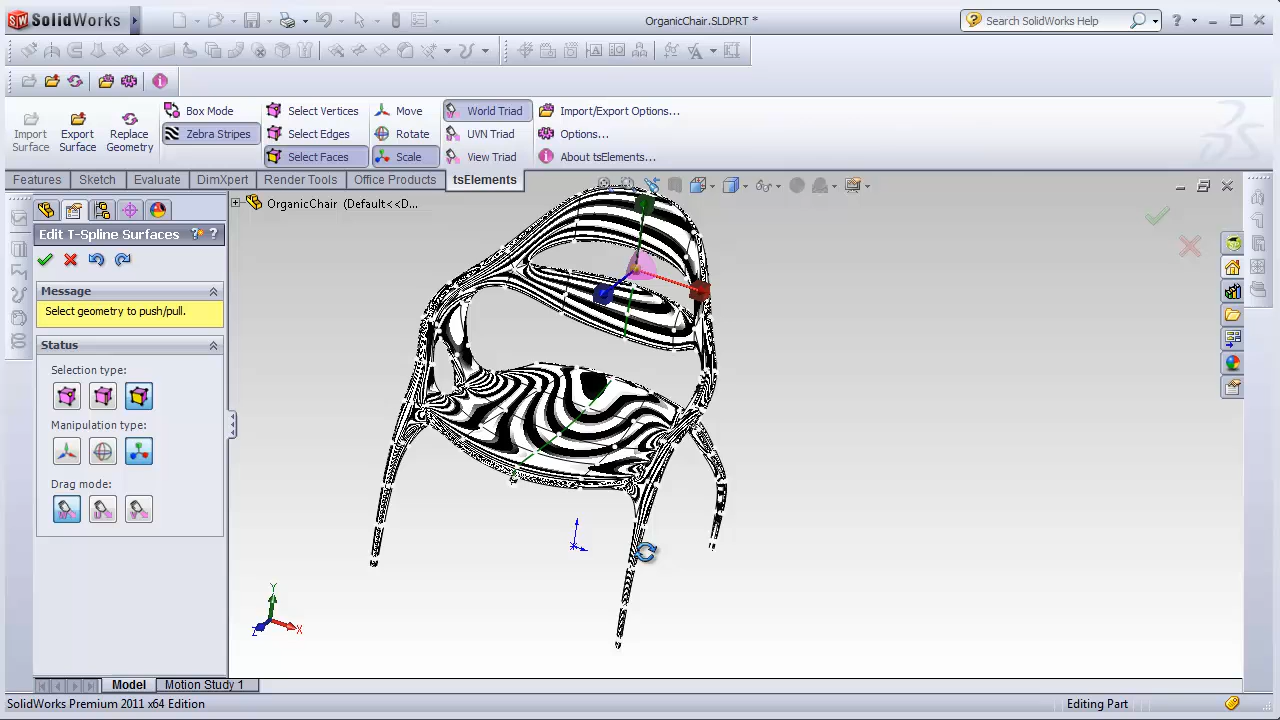 SolidWorks
OrganicChair.SLDPRT *
Search SolidWorks Help
Import Surface
Export Surface
Replace Geometry
Box Mode
Zebra Stripes
Select Vertices
Select Edges
Select Faces
Move
Rotate
Scale
World Triad
UVN Triad
View Triad
Import/Export Options...
Options...
About tsElements...
Features
Sketch
Evaluate
DimXpert
Render Tools
Office Products
tsElements
OrganicChair (Default<<D...
Edit T-Spline Surfaces
Message
Select geometry to push/pull.
Status
Selection type:
Manipulation type:
Drag mode:
Y
X
Z
Model
Motion Study 1
SolidWorks Premium 2011 x64 Edition
Editing Part